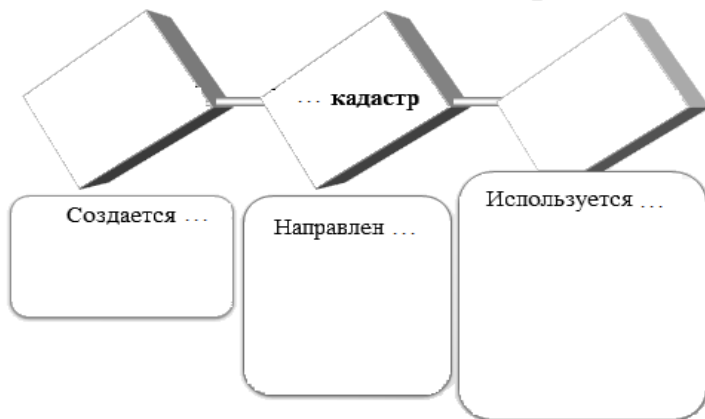 … кадастр
Создается …
Направлен …
Используется …